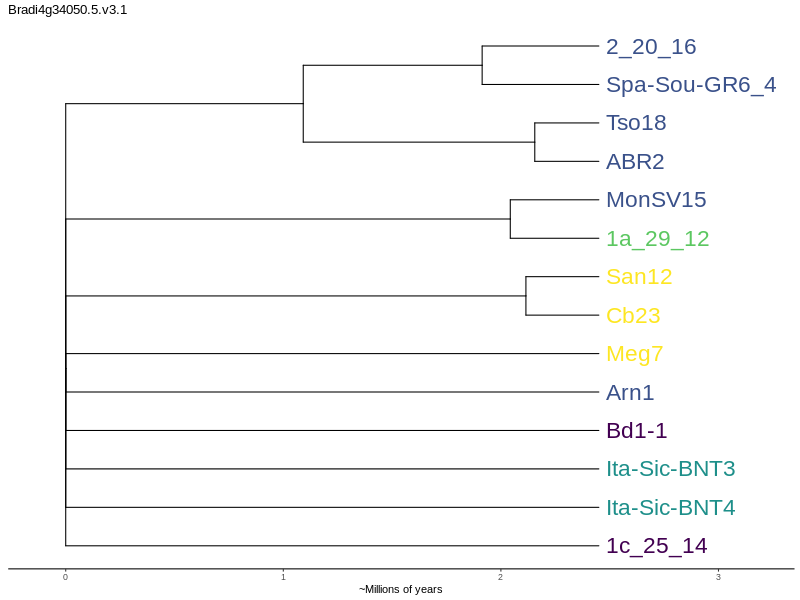 Bradi4g34050.5.v3.1
2_20_16
Spa-Sou-GR6_4
Tso18
ABR2
MonSV15
1a_29_12
San12
Cb23
Meg7
Arn1
Bd1-1
Ita-Sic-BNT3
Ita-Sic-BNT4
1c_25_14
0 1 2 3
~Millions of years